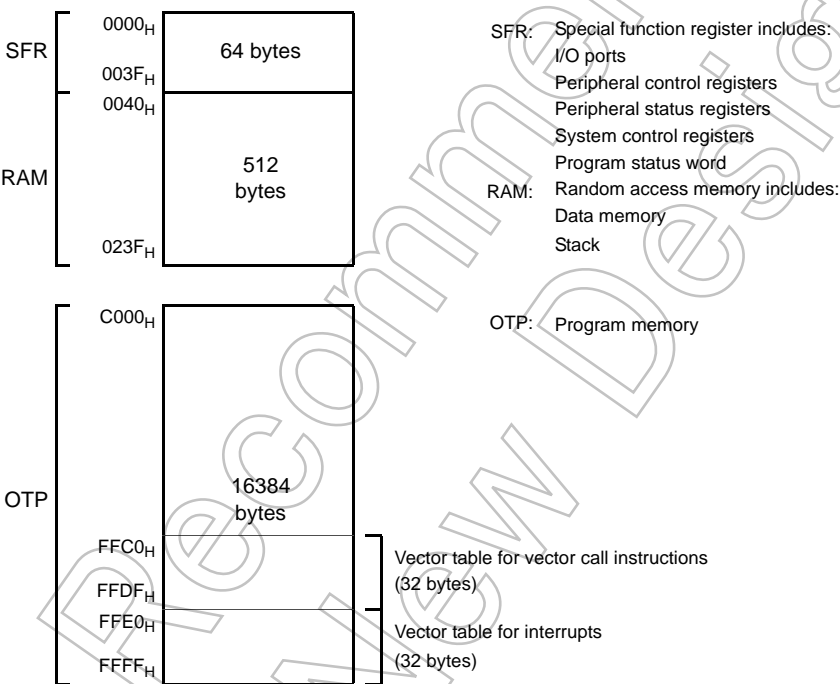 SFR
0000H
64 bytes
003FH
RAM
0040H
512
bytes
023FH
OTP
C000H
16384
bytes
FFC0H
FFDFH
FFE0H
FFFFH
Vector table for vector call instructions
(32 bytes)
Vector table for interrupts
(32 bytes)
SFR: Special function register includes:
I/O ports
Peripheral control registers
Peripheral status registers
System control registers
Program status word
RAM: Random access memory includes:
Data memory
Stack
OTP: Program memory
Recommen
New Desig